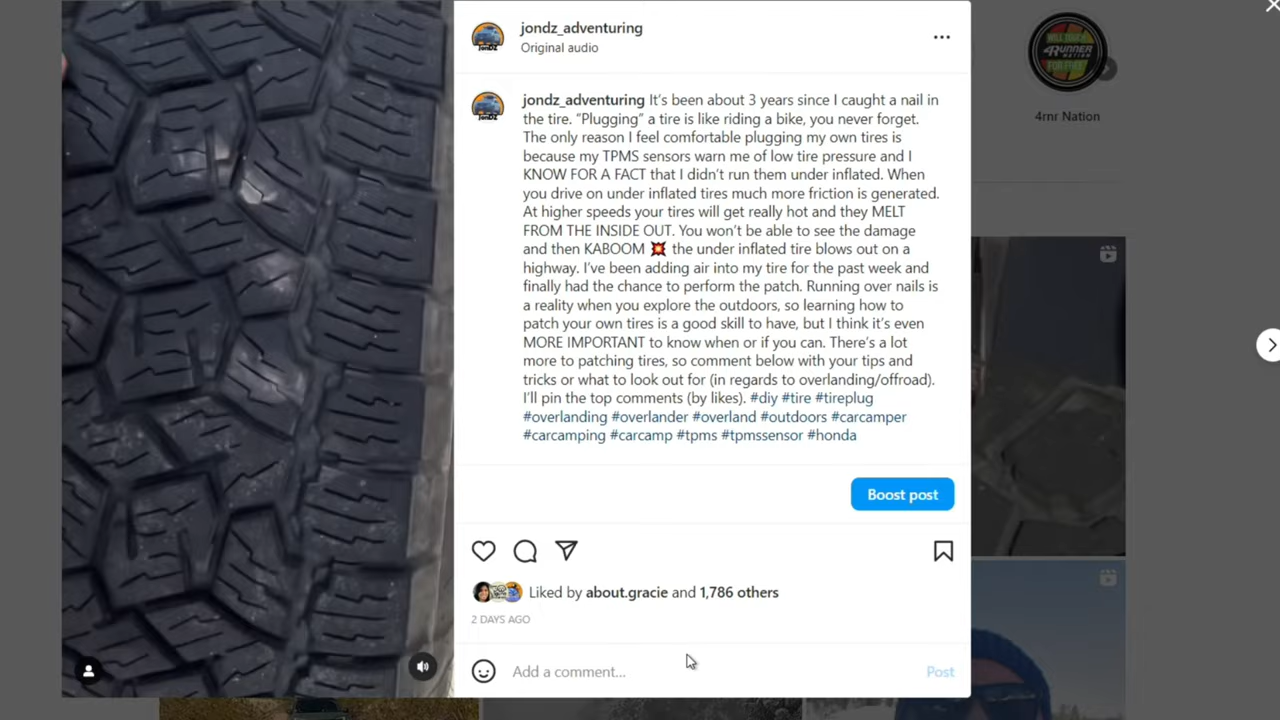 jondz_adventuring
Original audio
jondz_adventuring It's been about 3 years since I caught a nail in
the tire. “Plugging” a tire is like riding a bike, you never forget.
The only reason I feel comfortable plugging my own tires is
because my TPMS sensors warn me of low tire pressure and I
KNOW FOR A FACT that I didn't run them under inflated. When
you drive on under inflated tires much more friction is generated.
At higher speeds your tires will get really hot and they MELT
FROM THE INSIDE OUT. You won't be able to see the damage
and then KABOOM 💥 the under inflated tire blows out on a
highway. I've been adding air into my tire for the past week and
finally had the chance to perform the patch. Running over nails is
a reality when you explore the outdoors, so learning how to
patch your own tires is a good skill to have, but I think it's even
MORE IMPORTANT to know when or if you can. There's a lot
more to patching tires, so comment below with your tips and
tricks or what to look out for (in regards to overlanding/offroad).
I'll pin the top comments (by likes). #diy #tire #tireplug
#overlanding #overlander #overland #outdoors #carcamper
#carcamping #carcamp #tpms #tpmssensor #honda
Boost post
Liked by about.gracie and 1,786 others
2 DAYS AGO
Add a comment...
Post
WILL TOUCH
4RUNNER
NATION
FOR FREE
4rnr Nation